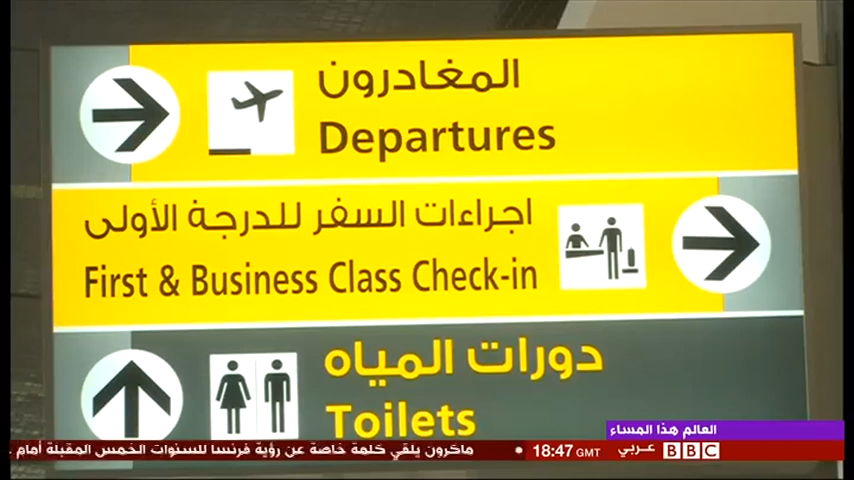 المغادرون
Departures
اجراءات السفر للدرجة الأولى
First & Business Class Check-in
دورات المياه
Toilets
العالم هذا المساء
BBC عربي 18:47 GMT • ماكرون يلقي كلمة خاصة عن رؤية فرنسا للسنوات الخمس المقبلة أمام